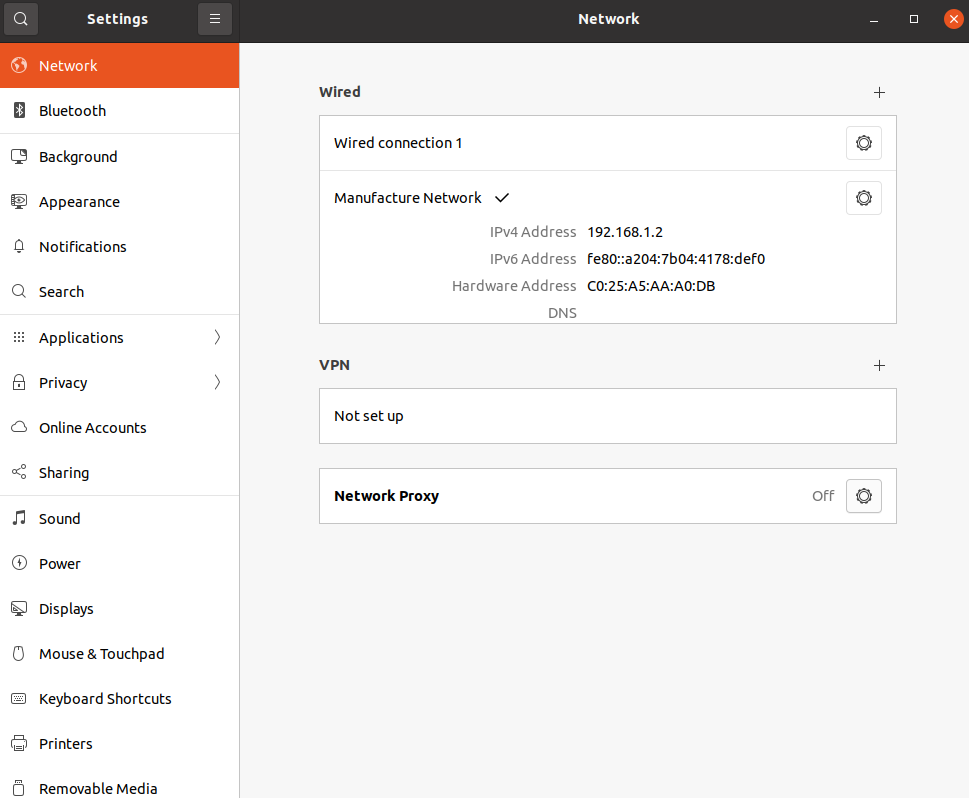 Settings
Network
Network
Bluetooth
Background
Appearance
Notifications
Search
Applications
Privacy
Online Accounts
Sharing
Sound
Power
Displays
Mouse & Touchpad
Keyboard Shortcuts
Printers
Removable Media
Wired
Wired connection 1
Manufacture Network
IPv4 Address 192.168.1.2
IPv6 Address fe80::a204:7b04:4178:def0
Hardware Address C0:25:A5:AA:A0:DB
DNS
VPN
Not set up
Network Proxy Off